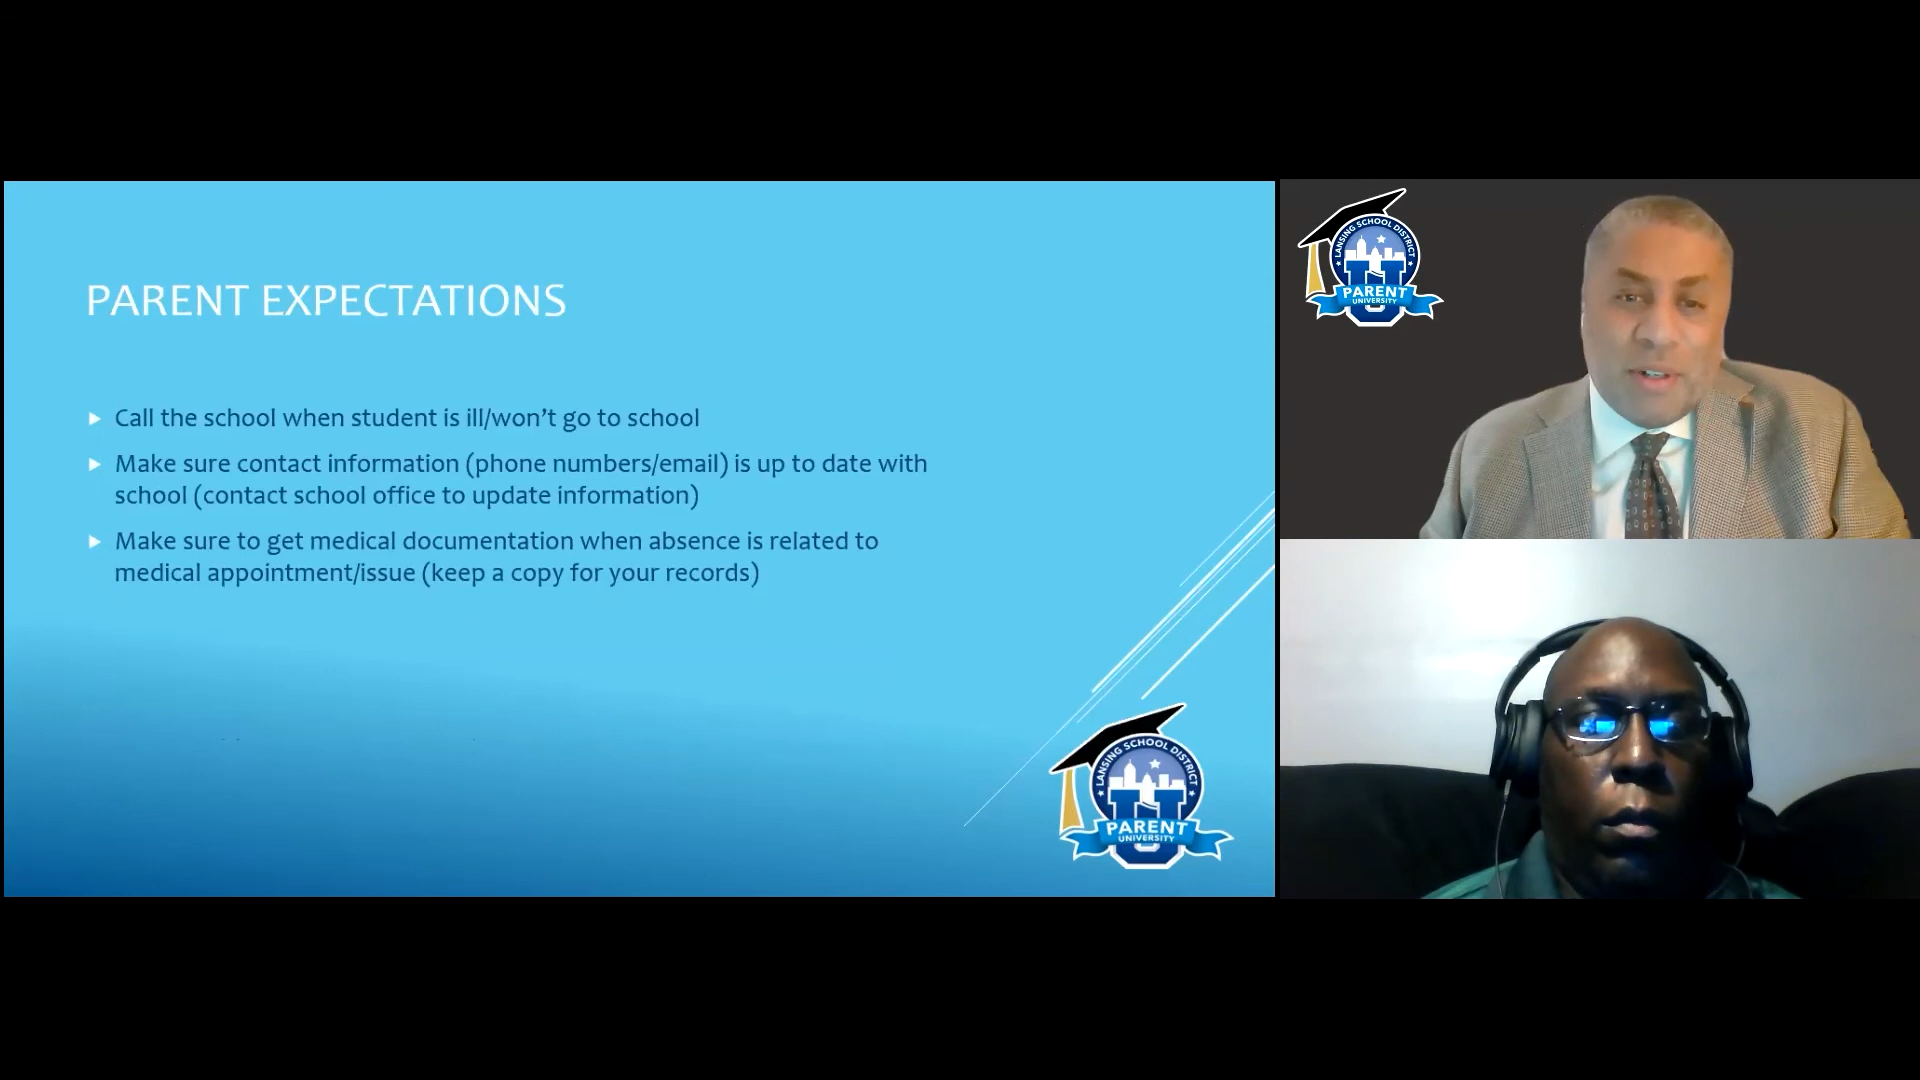 PARENT EXPECTATIONS
Call the school when student is ill/won’t go to school
Make sure contact information (phone numbers/email) is up to date with
school (contact school office to update information)
Make sure to get medical documentation when absence is related to
medical appointment/issue (keep a copy for your records)
LANSING SCHOOL DISTRICT
U
PARENT
UNIVERSITY
LANSING SCHOOL DISTRICT
U
PARENT
UNIVERSITY